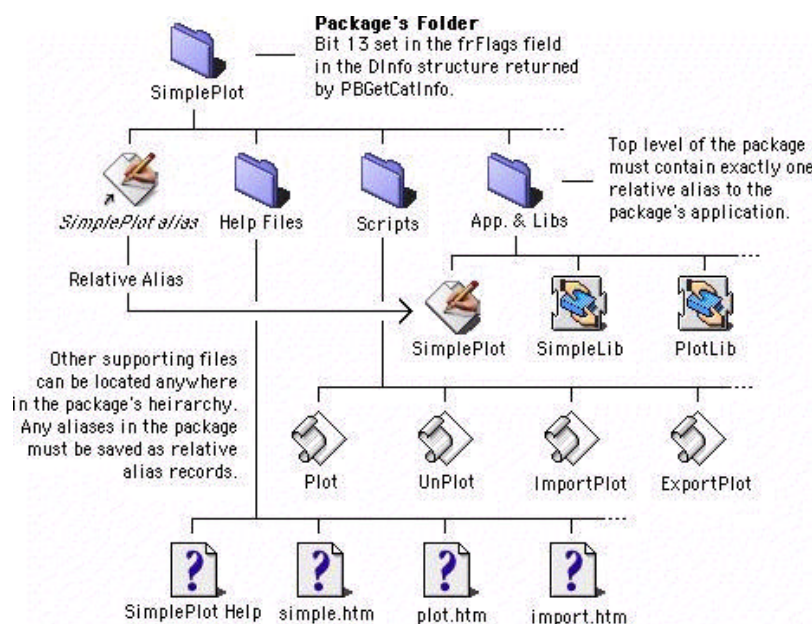 Package's Folder
Bit 13 set in the frFlags field
in the DInfo structure returned
by PBGetCatInfo.
SimplePlot
Top level of the package
must contain exactly one
relative alias to the
package's application.
SimplePlot alias
Help Files
Scripts
App. & Libs
Relative Alias
SimplePlot
SimpleLib
PlotLib
Other supporting files
can be located anywhere
in the package's heirarchy.
Any aliases in the package
must be saved as relative
alias records.
Plot
UnPlot
ImportPlot
ExportPlot
SimplePlot Help
simple.htm
plot.htm
import.htm